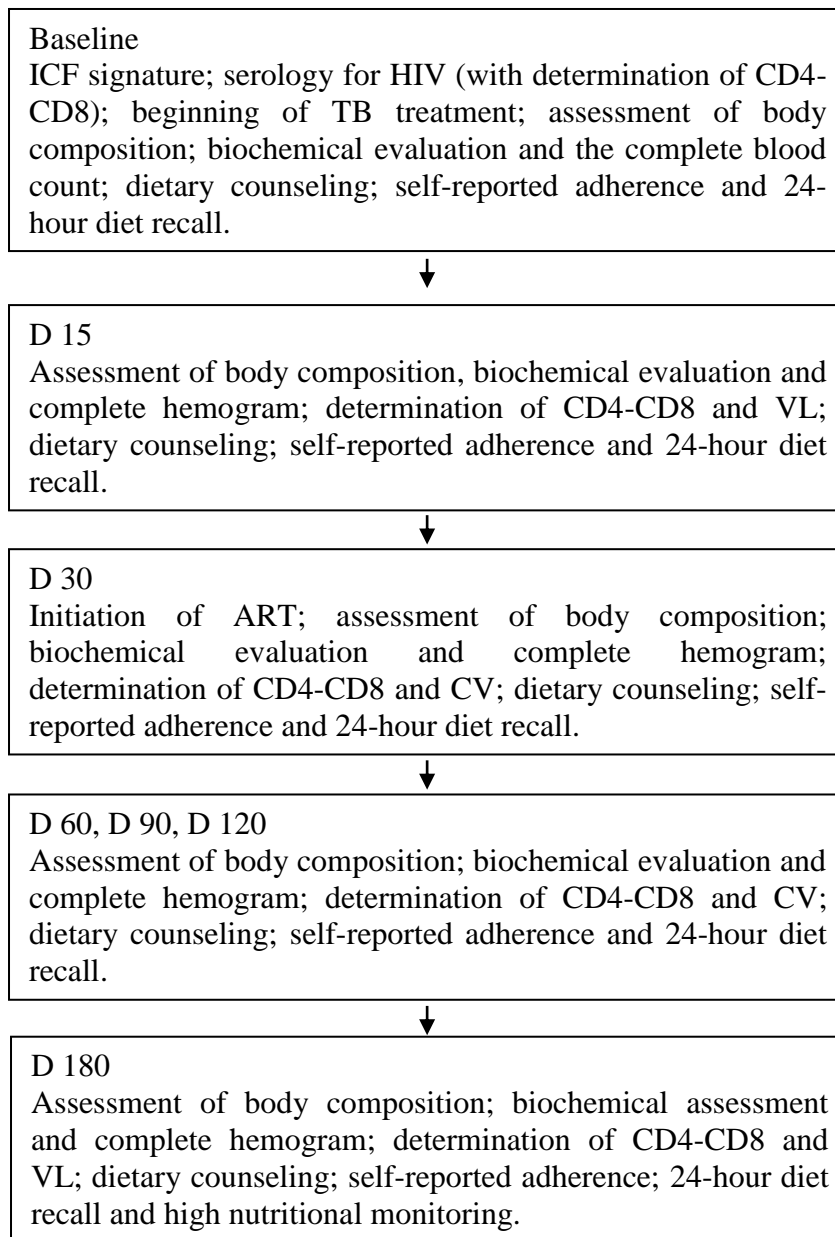 Baseline
ICF signature; serology for HIV (with determination of CD4-
CD8); beginning of TB treatment; assessment of body
composition; biochemical evaluation and the complete blood
count; dietary counseling; self-reported adherence and 24-
hour diet recall.
D 15
Assessment of body composition, biochemical evaluation and
complete hemogram; determination of CD4-CD8 and VL;
dietary counseling; self-reported adherence and 24-hour diet
recall.
D 30
Initiation of ART; assessment of body composition;
biochemical evaluation and complete hemogram;
determination of CD4-CD8 and CV; dietary counseling; self-
reported adherence and 24-hour diet recall.
D 60, D 90, D 120
Assessment of body composition; biochemical evaluation and
complete hemogram; determination of CD4-CD8 and CV;
dietary counseling; self-reported adherence and 24-hour diet
recall.
D 180
Assessment of body composition; biochemical assessment
and complete hemogram; determination of CD4-CD8 and
VL; dietary counseling; self-reported adherence; 24-hour diet
recall and high nutritional monitoring.